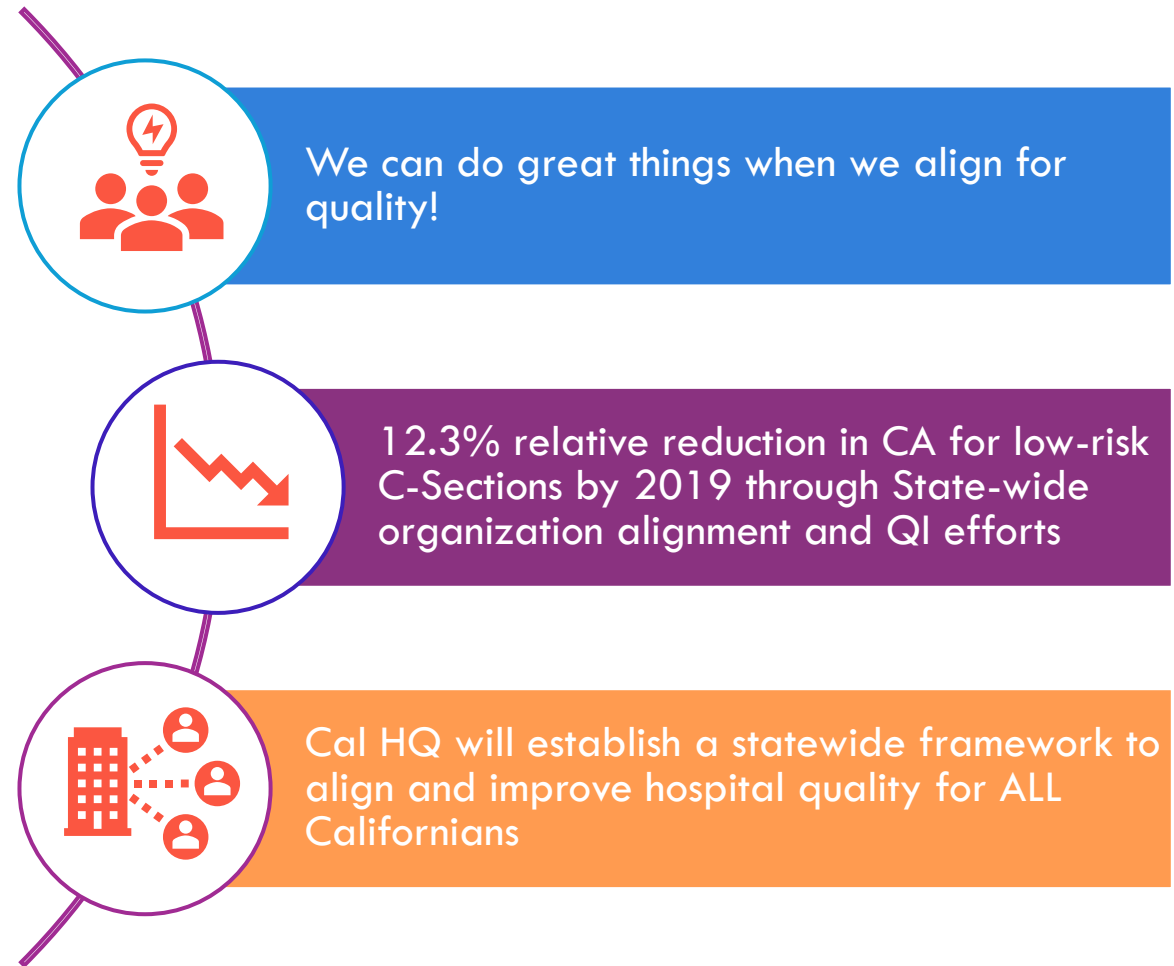 We can do great things when we align for
quality!
12.3% relative reduction in CA for low-risk
C-Sections by 2019 through State-wide
organization alignment and QI efforts
Cal HQ will establish a statewide framework to
align and improve hospital quality for ALL
Californians